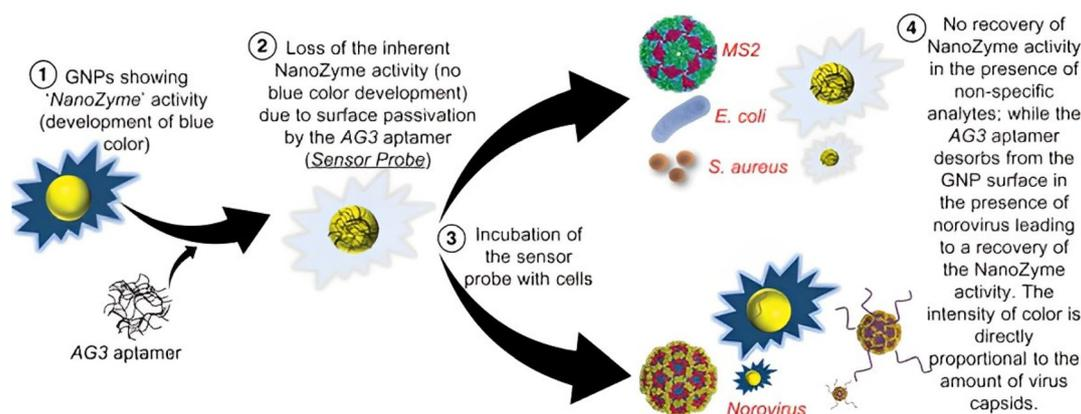 1 GNPs showing
'NanoZyme' activity
(development of blue
color)
2 Loss of the inherent
NanoZyme activity (no
blue color development)
due to surface passivation
by the AG3 aptamer
(Sensor Probe)
AG3 aptamer
3 Incubation of
the sensor
probe with cells
MS2
E. coli
S. aureus
Norovirus
4 No recovery of
NanoZyme activity
in the presence of
non-specific
analytes; while the
AG3 aptamer
desorbs from the
GNP surface in
the presence of
norovirus leading
to a recovery of
the NanoZyme
activity. The
intensity of color is
directly
proportional to the
amount of virus
capsids.